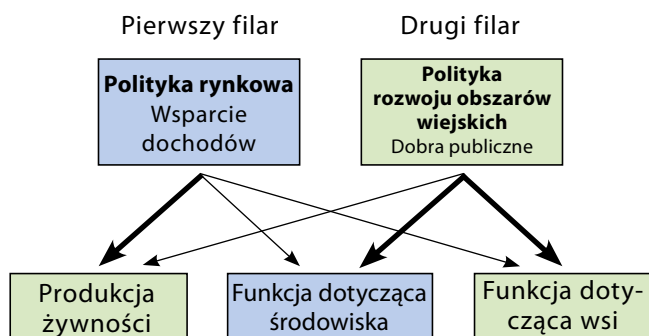 Pierwszy filar
Drugi filar
Polityka rynkowa
Wsparcie
dochodów
Polityka
rozwoju obszarów
wiejskich
Dobra publiczne
Produkcja
żywności
Funkcja dotycząca
środowiska
Funkcja doty-
cząca wsi